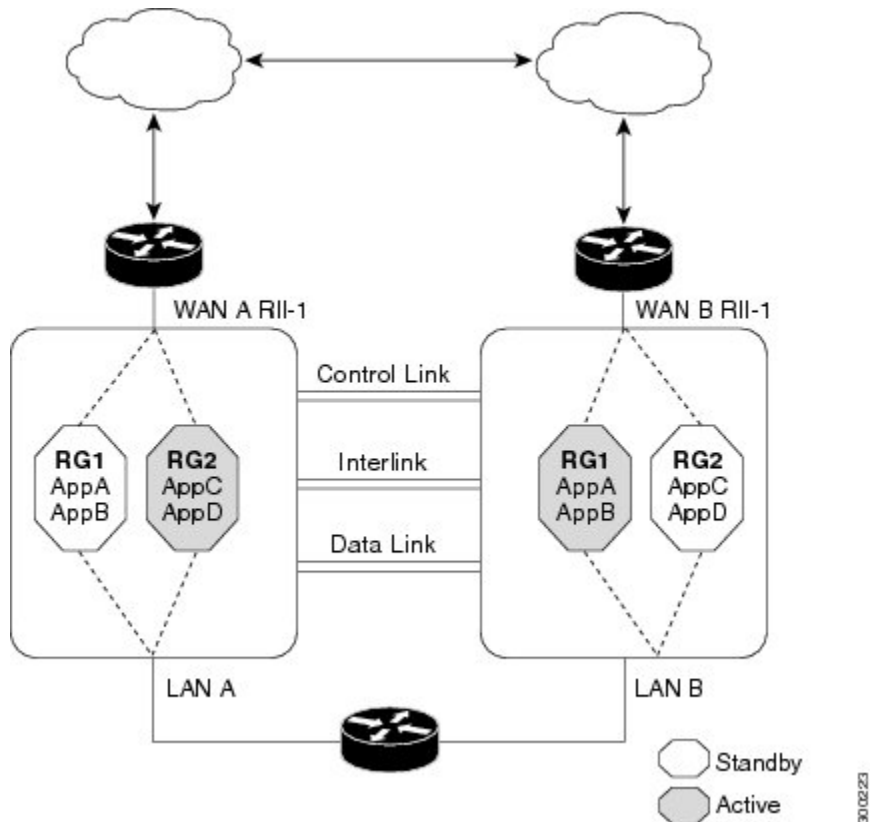 WAN A RII-1
WAN B RII-1
Control Link
Interlink
Data Link
RG1
AppA
AppB
RG2
AppC
AppD
RG1
AppA
AppB
RG2
AppC
AppD
LAN A
LAN B
Standby
Active
300223